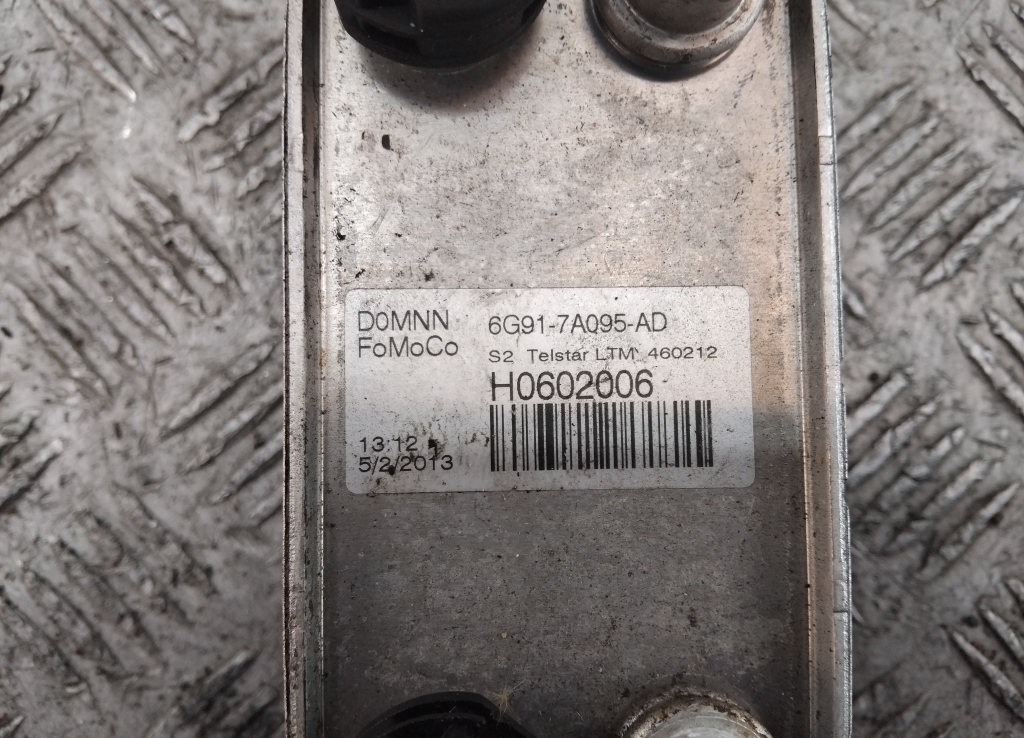 D0MNN 6G91-7A095-AD
FoMoCo S2 Telstar LTM 460212
H0602006
13:12
5/2/2013